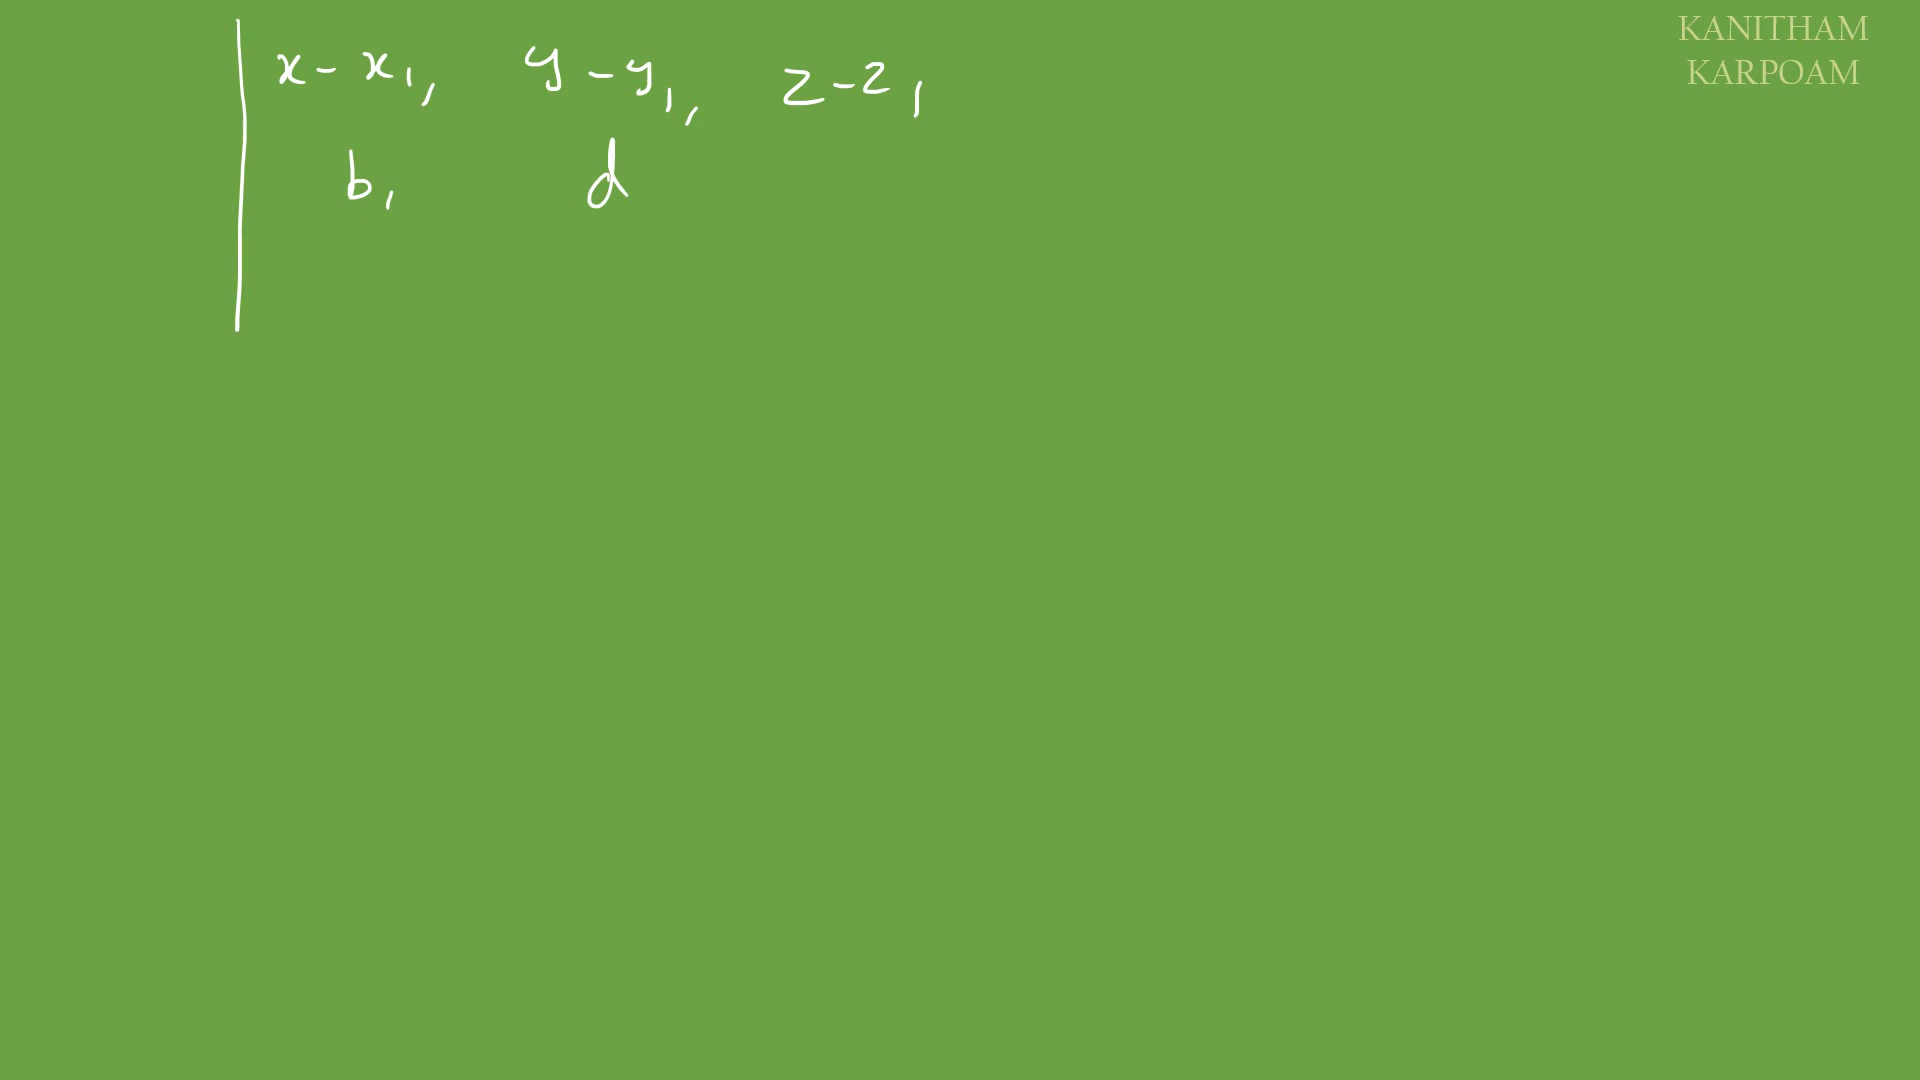 x - x₁, y - y₁, z - z₁
b₁ d
KANITHAM
KARPOAM